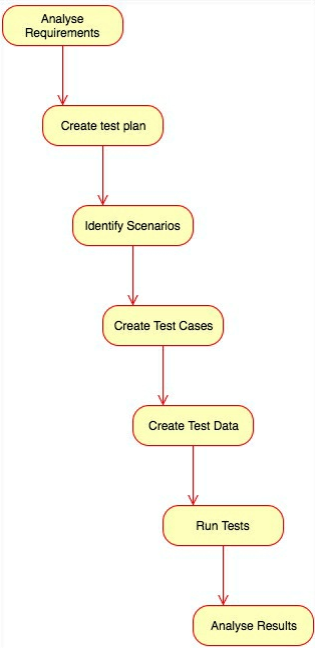 Analyse
Requirements
Create test plan
Identify Scenarios
Create Test Cases
Create Test Data
Run Tests
Analyse Results